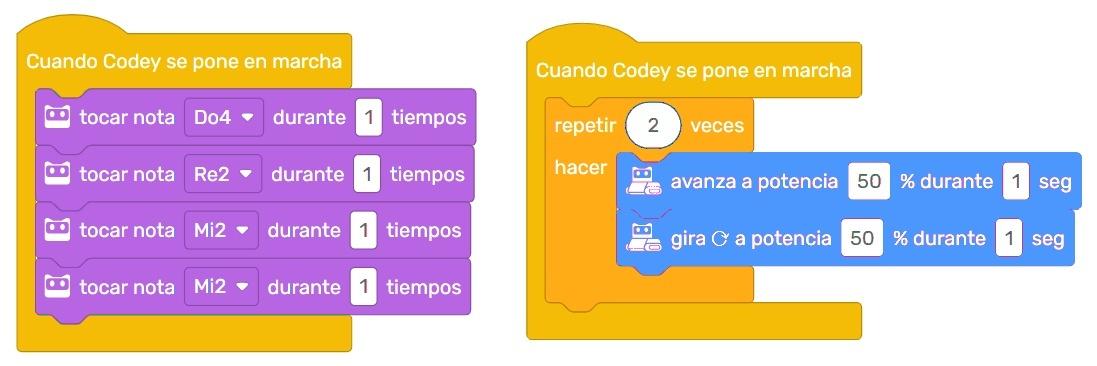 Cuando Codey se pone en marcha
tocar nota Do4 durante 1 tiempos
tocar nota Re2 durante 1 tiempos
tocar nota Mi2 durante 1 tiempos
tocar nota Mi2 durante 1 tiempos
Cuando Codey se pone en marcha
repetir 2 veces
hacer
avanza a potencia 50 % durante 1 seg
gira a potencia 50 % durante 1 seg